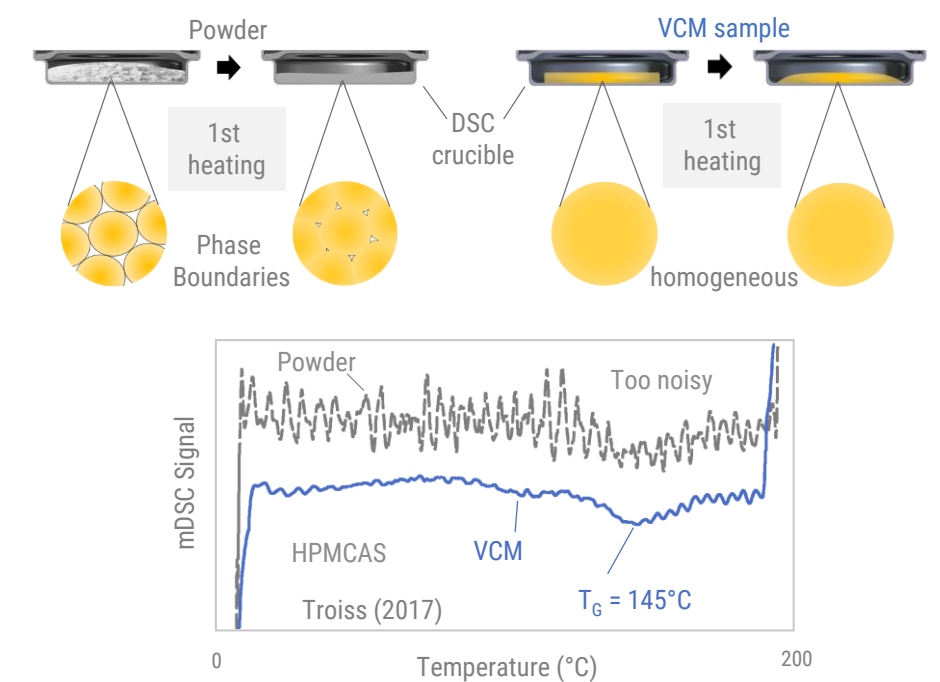 Powder
VCM sample
1st
heating
DSC
crucible
1st
heating
Phase
Boundaries
homogeneous
Powder
Too noisy
mDSC Signal
HPMCAS
VCM
Troiss (2017)
T_G = 145°C
0
Temperature (°C)
200